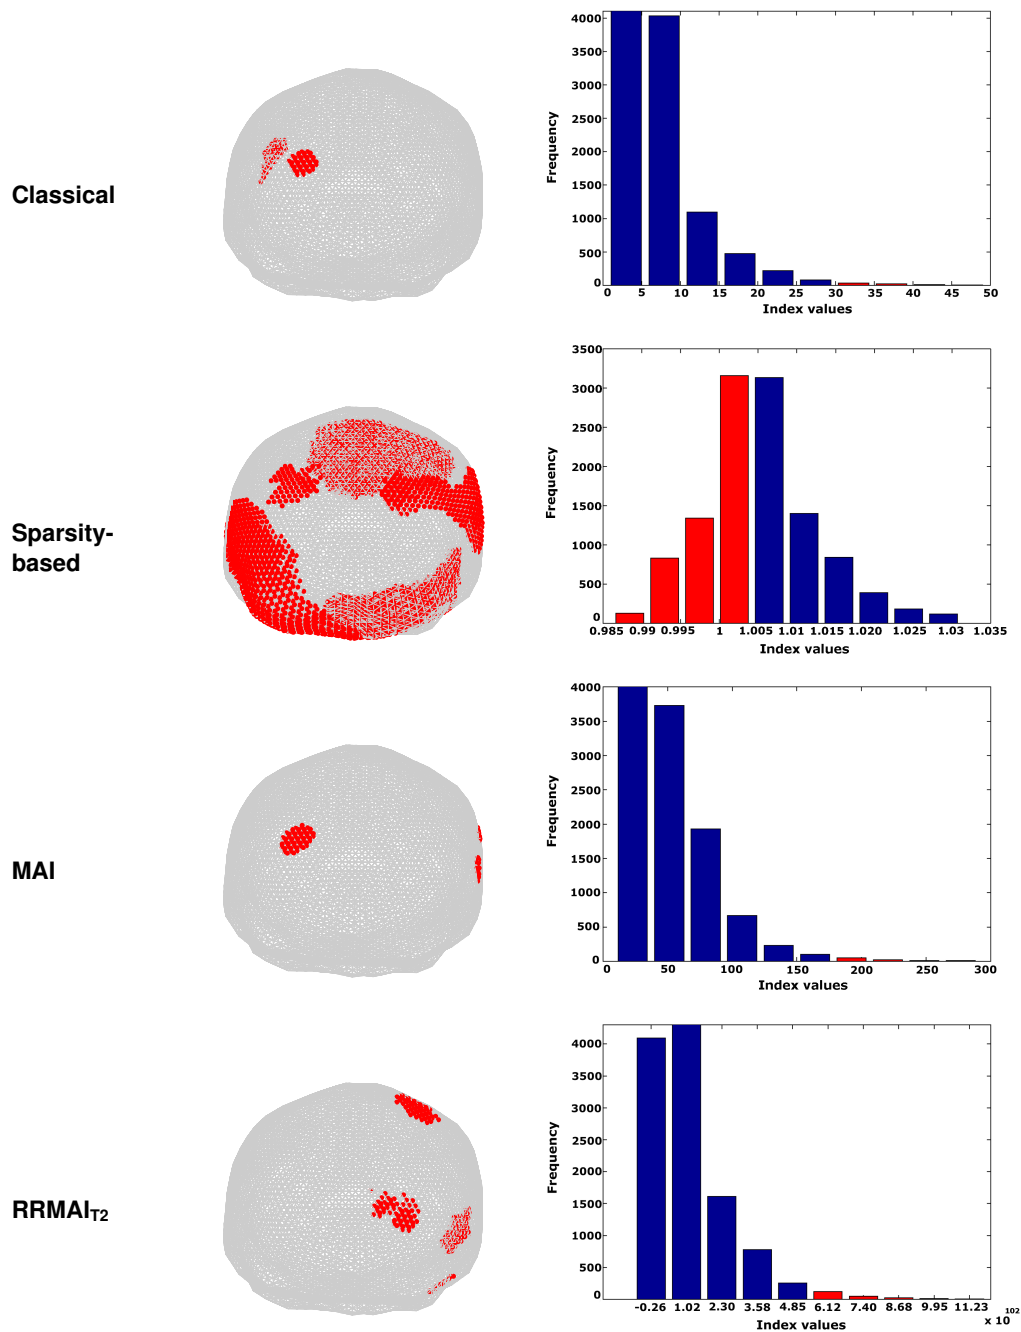 Classical
4000
3500
3000
2500
2000
1500
1000
500
0
Frequency
0 5 10 15 20 25 30 35 40 45 50
Index values
Sparsity-
based
3500
3000
2500
2000
1500
1000
500
0
Frequency
0.985 0.99 0.995 1 1.005 1.01 1.015 1.020 1.025 1.03 1.035
Index values
MAI
4000
3500
3000
2500
2000
1500
1000
500
0
Frequency
0 50 100 150 200 250 300
Index values
RRMAIT2
4000
3500
3000
2500
2000
1500
1000
500
0
Frequency
-0.26 1.02 2.30 3.58 4.85 6.12 7.40 8.68 9.95 11.23
x 10 102
Index values